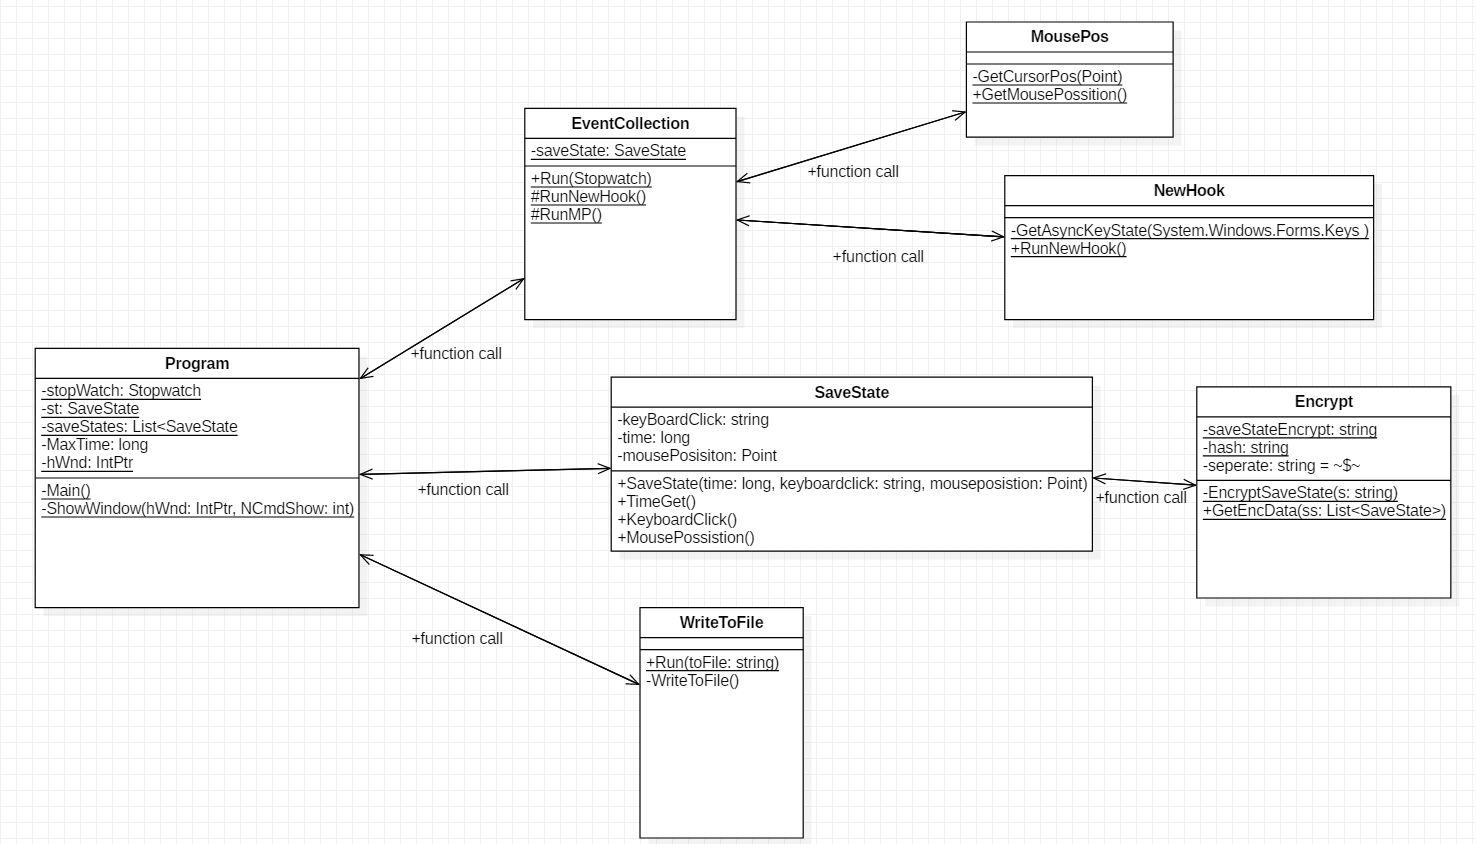 MousePos
-GetCursorPos(Point)
+GetMousePossition()
EventCollection
-saveState: SaveState
+Run(Stopwatch)
#RunNewHook()
#RunMP()
+function call
NewHook
-GetAsyncKeyState(System.Windows.Forms.Keys )
+RunNewHook()
+function call
+function call
Program
-stopWatch: Stopwatch
-st: SaveState
-saveStates: List<SaveState
-MaxTime: long
-hWnd: IntPtr
-Main()
-ShowWindow(hWnd: IntPtr, NCmdShow: int)
SaveState
-keyBoardClick: string
-time: long
-mousePosisiton: Point
+SaveState(time: long, keyboardclick: string, mouseposistion: Point)
+TimeGet()
+KeyboardClick()
+MousePossistion()
+function call
Encrypt
-saveStateEncrypt: string
-hash: string
-seperate: string = ~$~
-EncryptSaveState(s: string)
+GetEncData(ss: List<SaveState>)
+function call
WriteToFile
+Run(toFile: string)
-WriteToFile()
+function call